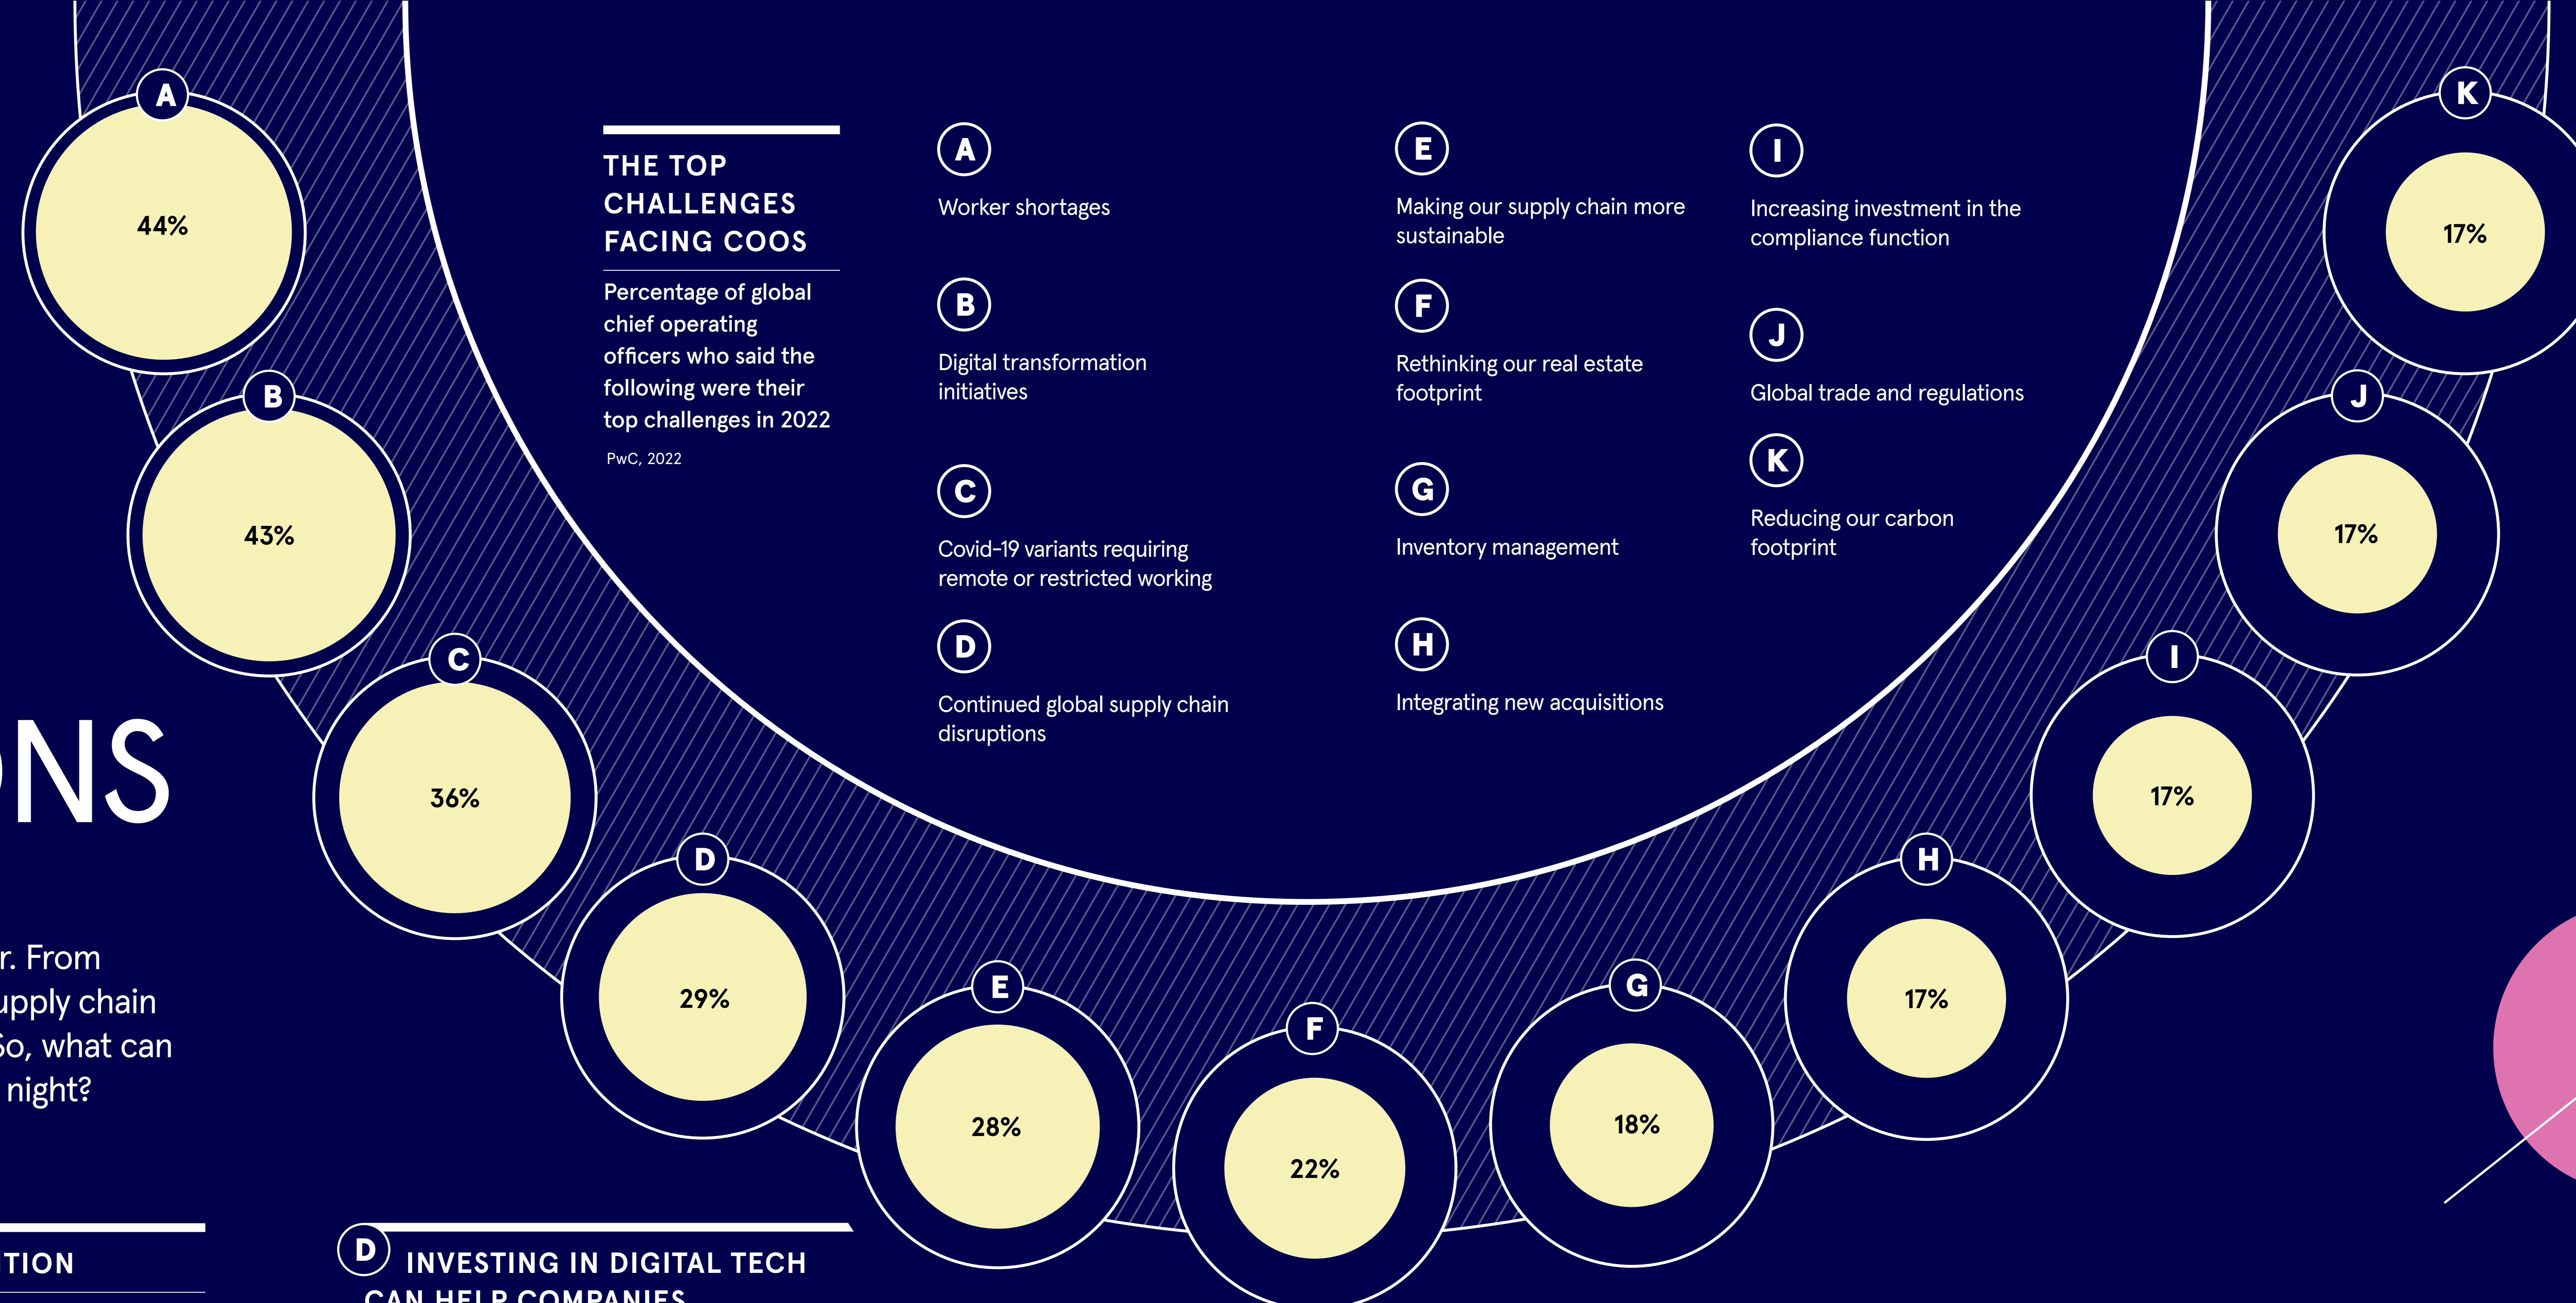 THE TOP
CHALLENGES
FACING COOS
Percentage of global
chief operating
officers who said the
following were their
top challenges in 2022
PwC, 2022
A
Worker shortages
B
Digital transformation
initiatives
C
Covid-19 variants requiring
remote or restricted working
D
Continued global supply chain
disruptions
E
Making our supply chain more
sustainable
F
Rethinking our real estate
footprint
G
Inventory management
H
Integrating new acquisitions
I
Increasing investment in the
compliance function
J
Global trade and regulations
K
Reducing our carbon
footprint
A
44%
B
43%
C
36%
D
29%
E
28%
F
22%
G
18%
H
17%
I
17%
J
17%
K
17%
ONS
r. From
upply chain
So, what can
night?
TION
D
INVESTING IN DIGITAL TECH
CAN HELP COMPANIES